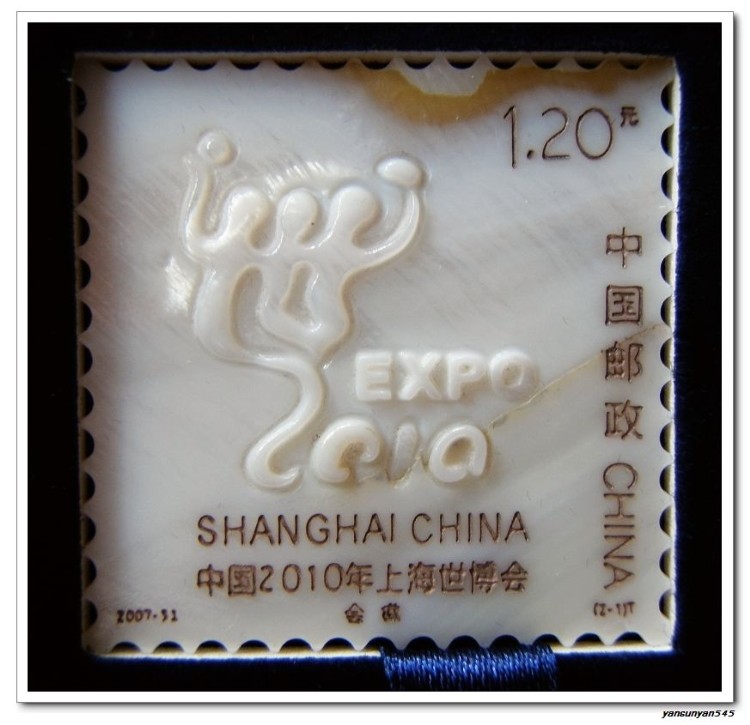 1.20元
中国邮政 CHINA
EXPO
2010
SHANGHAI CHINA
中国2010年上海世博会
会徽
2007-31
(2-1)T
yansunyan545